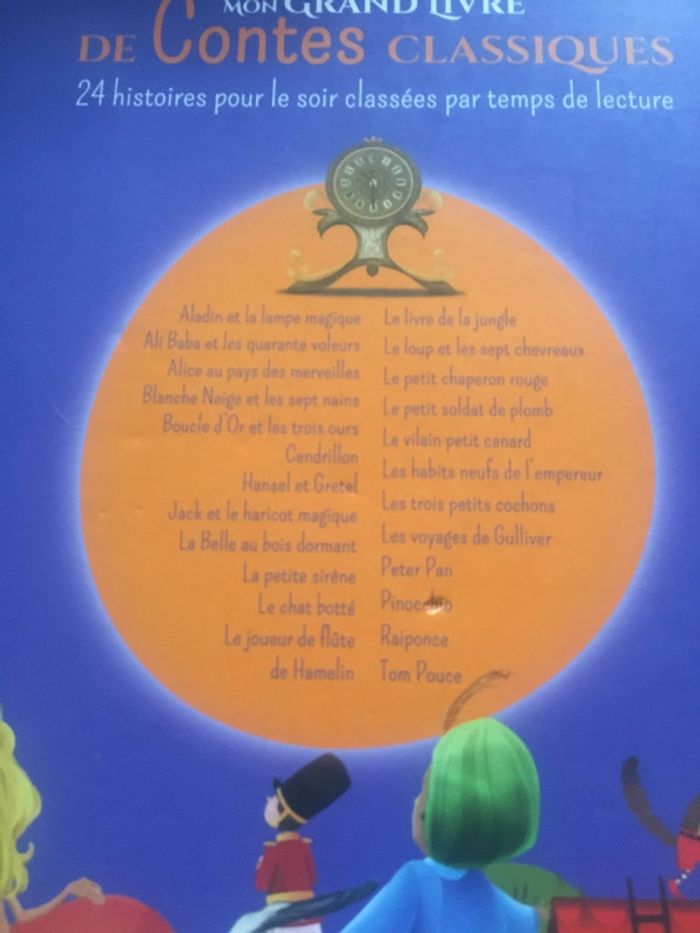 MON GRAND LIVRE
DE Contes CLASSIQUES
24 histoires pour le soir classées par temps de lecture
Aladin et la lampe magique
Ali Baba et les quarante voleurs
Alice au pays des merveilles
Blanche Neige et les sept nains
Boucle d'Or et les trois ours
Cendrillon
Hansel et Gretel
Jack et le haricot magique
La Belle au bois dormant
La petite sirène
Le chat botté
Le joueur de flûte
de Hamelin
Le livre de la jungle
Le loup et les sept chevreaux
Le petit chaperon rouge
Le petit soldat de plomb
Le vilain petit canard
Les habits neufs de l'empereur
Les trois petits cochons
Les voyages de Gulliver
Peter Pan
Pinocchio
Raiponce
Tom Pouce